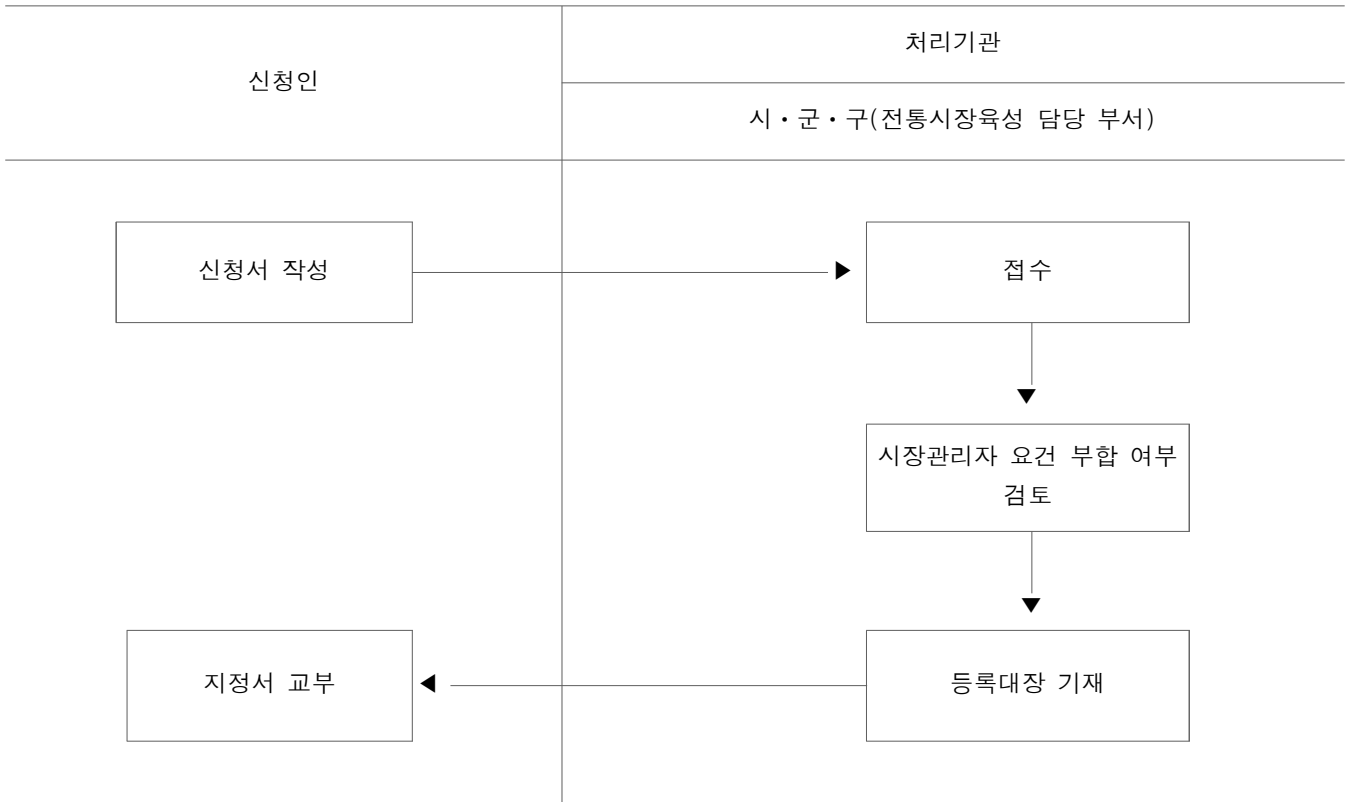 신청인
처리기관
시・군・구(전통시장육성 담당 부서)
신청서 작성
접수
시장관리자 요건 부합 여부
검토
지정서 교부
등록대장 기재